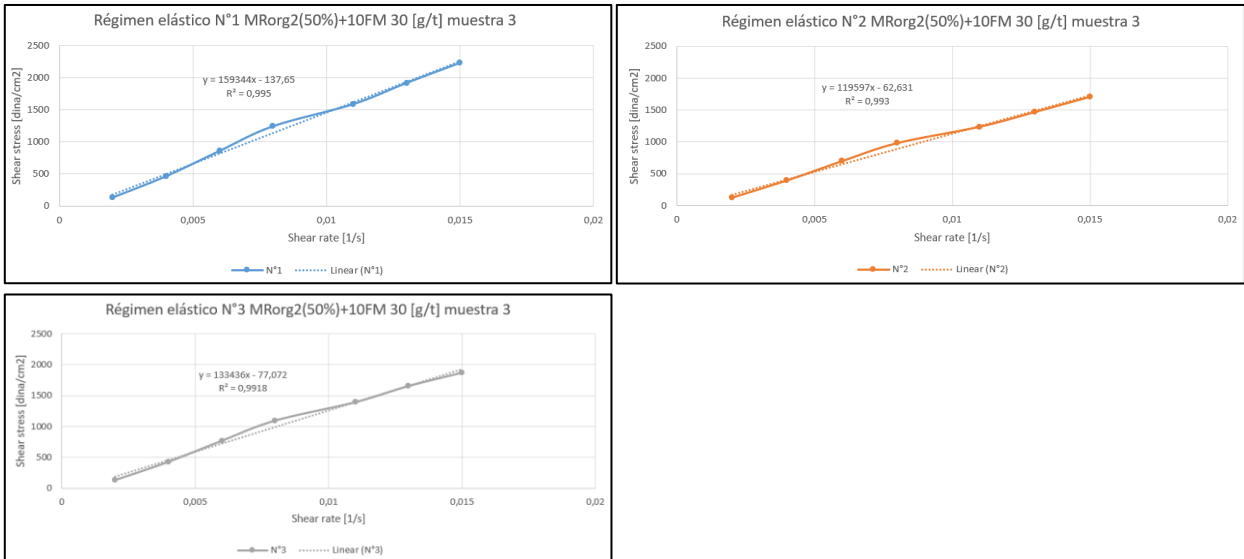 Régimen elástico N°1 MRorg2(50%)+10FM 30 [g/t] muestra 3
Shear stress [dina/cm2]
2500
2000
1500
1000
500
0
y = 159344x - 137,65
R² = 0,995
0
0,005
0,01
0,015
0,02
Shear rate [1/s]
N°1
Linear (N°1)
Régimen elástico N°2 MRorg2(50%)+10FM 30 [g/t] muestra 3
Shear stress [dina/cm2]
2500
2000
1500
1000
500
0
y = 119597x - 62,631
R² = 0,993
0
0,005
0,01
0,015
0,02
Shear rate [1/s]
N°2
Linear (N°2)
Régimen elástico N°3 MRorg2(50%)+10FM 30 [g/t] muestra 3
Shear stress [dina/cm2]
2500
2000
1500
1000
500
0
y = 133436x - 77,072
R² = 0,9918
0
0,005
0,01
0,015
0,02
Shear rate [1/s]
N°3
Linear (N°3)